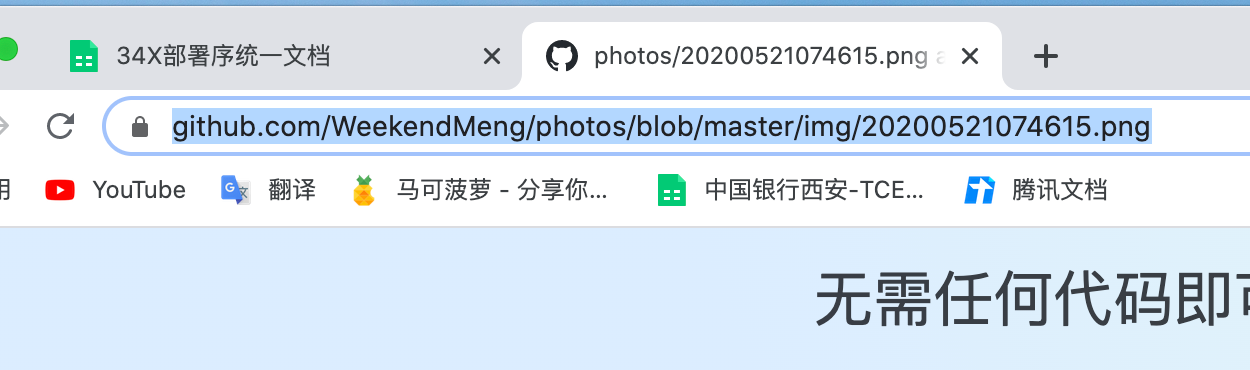 34X部署序统一文档
photos/20200521074615.png
github.com/WeekendMeng/photos/blob/master/img/20200521074615.png
用 YouTube 翻译 马可菠萝 - 分享你... 中国银行西安-TCE... 腾讯文档
无需任何代码即可